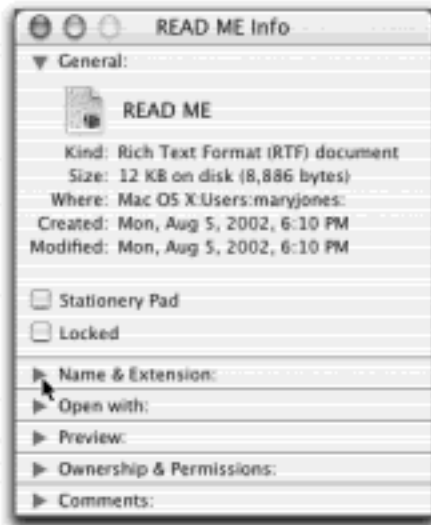 READ ME Info
General:
READ ME
Kind: Rich Text Format (RTF) document
Size: 12 KB on disk (8,886 bytes)
Where: Mac OS X:Users:maryjones:
Created: Mon, Aug 5, 2002, 6:10 PM
Modified: Mon, Aug 5, 2002, 6:10 PM
Stationery Pad
Locked
Name & Extension:
Open with:
Preview:
Ownership & Permissions:
Comments: